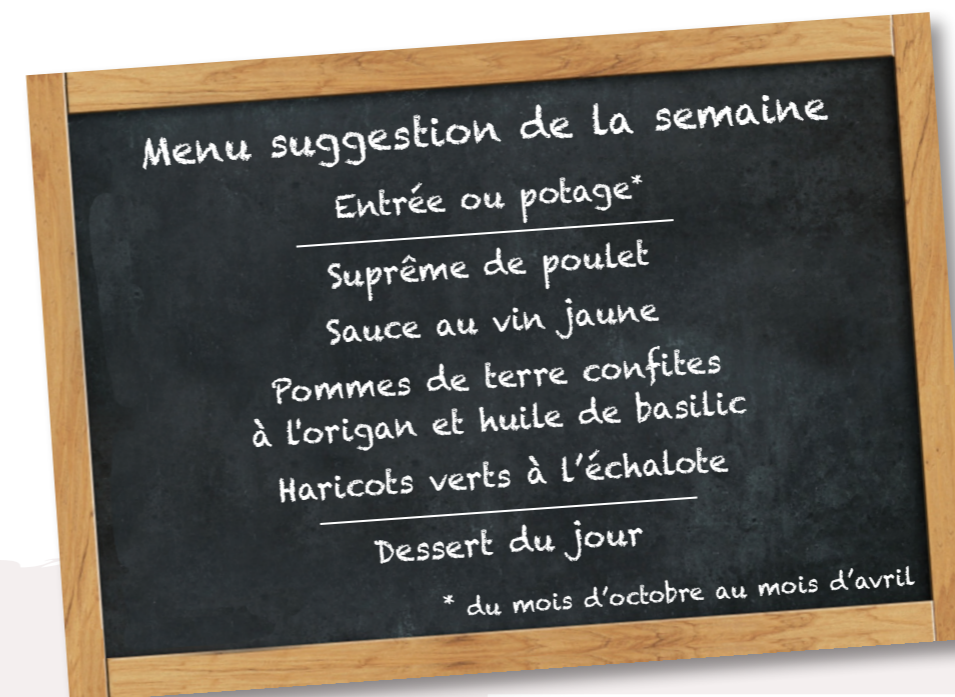 Menu suggestion de la semaine
Entrée ou potage*
Suprême de poulet
Sauce au vin jaune
Pommes de terre confites
à l'origan et huile de basilic
Haricots verts à l'échalote
Dessert du jour
* du mois d'octobre au mois d'avril